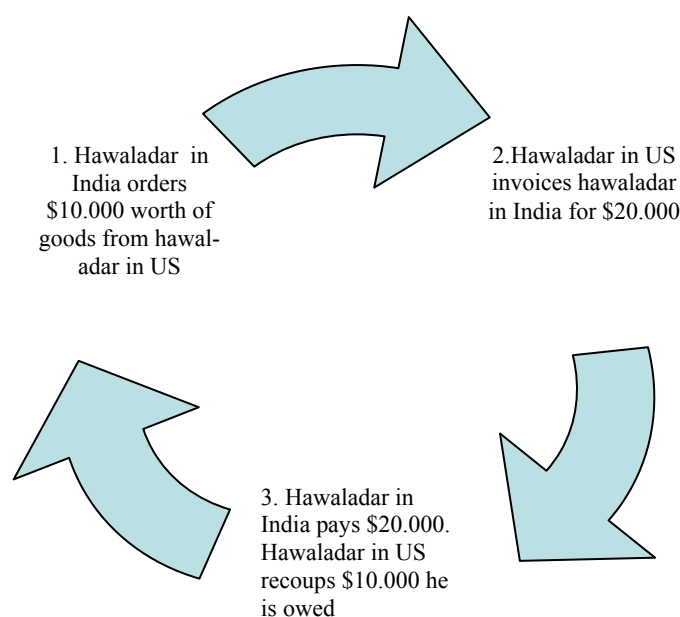 1. Hawaladar in
India orders
$10.000 worth of
goods from hawal-
adar in US
2.Hawaladar in US
invoices hawaladar
in India for $20.000
3. Hawaladar in
India pays $20.000.
Hawaladar in US
recoups $10.000 he
is owed